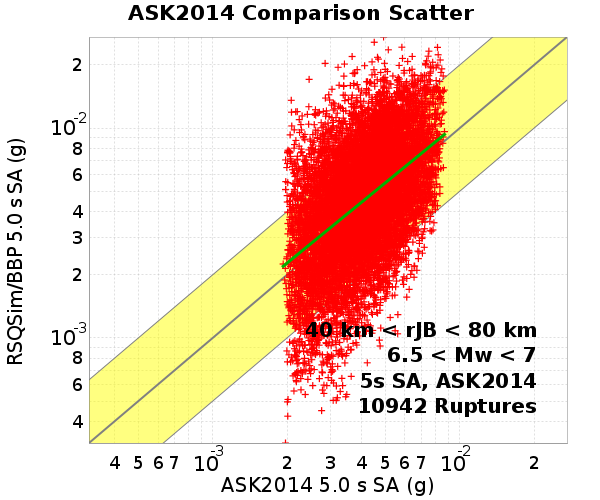 ASK2014 Comparison Scatter
RSQSim/BBP 5.0 s SA (g)
2
10-2
8
6
4
3
2
10-3
8
6
4
40 km < rJB < 80 km
6.5 < Mw < 7
5s SA, ASK2014
10942 Ruptures
4 5 6 7 10-3 2 3 4 5 6 7 10-2 2
ASK2014 5.0 s SA (g)